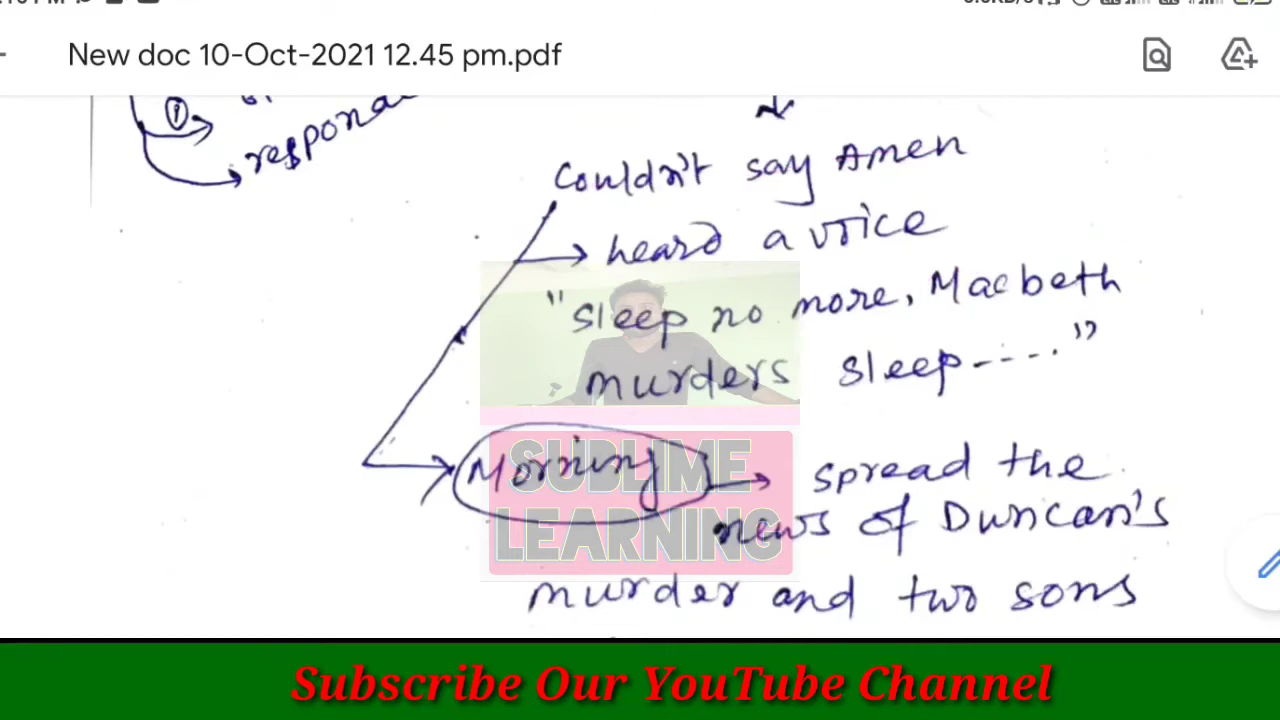 New doc 10-Oct-2021 12.45 pm.pdf
respona
Couldn't say Amen
heard a voice
"Sleep no more, Macbeth
murders sleep-----"
Morning → spread the
news of Duncan's
murder and two sons
SUBLIME
LEARNING
Subscribe Our YouTube Channel